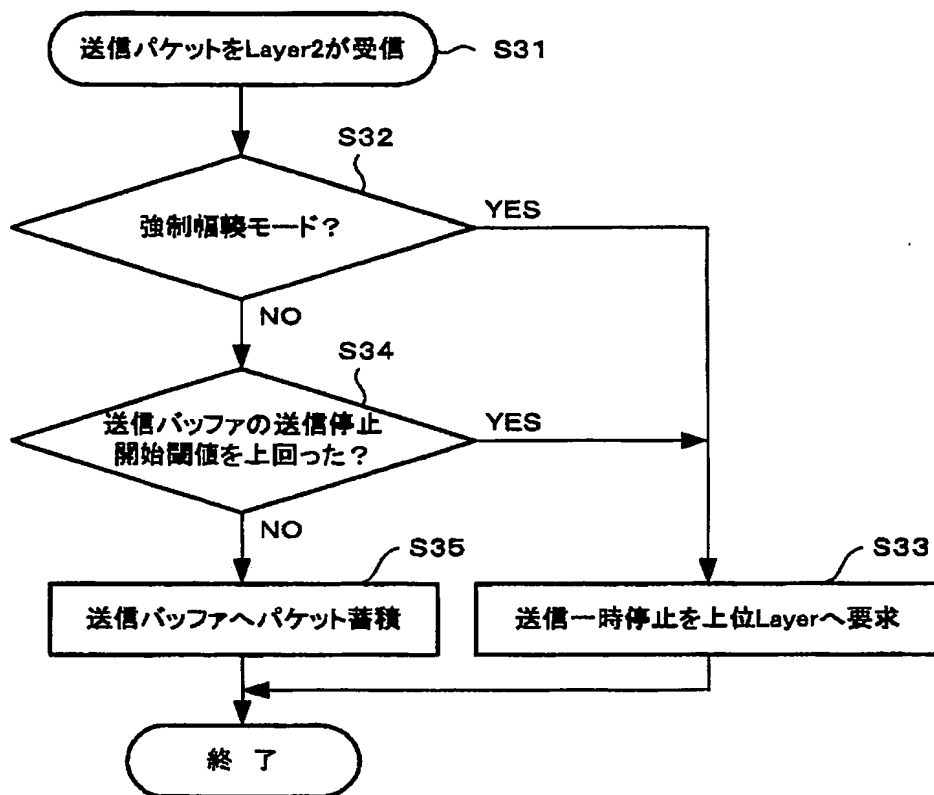 送信パケットをLayer2が受信
S31
S32
強制幅輳モード?
YES
NO
S34
送信バッファの送信停止
開始閾値を上回った?
YES
NO
S35
送信バッファへパケット蓄積
S33
送信一時停止を上位Layerへ要求
終 了